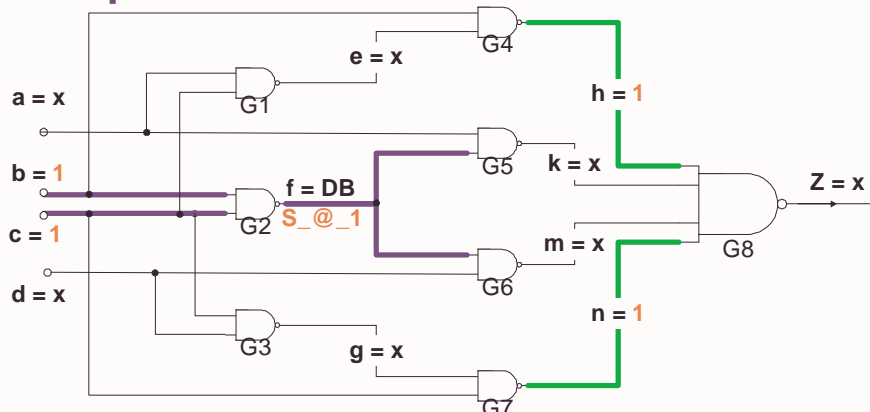 G4
e = x
G1
a = x
h = 1
G5
k = x
b = 1
f = DB
Z = x
G2
S_@_1
c = 1
m = x
G8
G6
d = x
n = 1
G3
g = x
G7